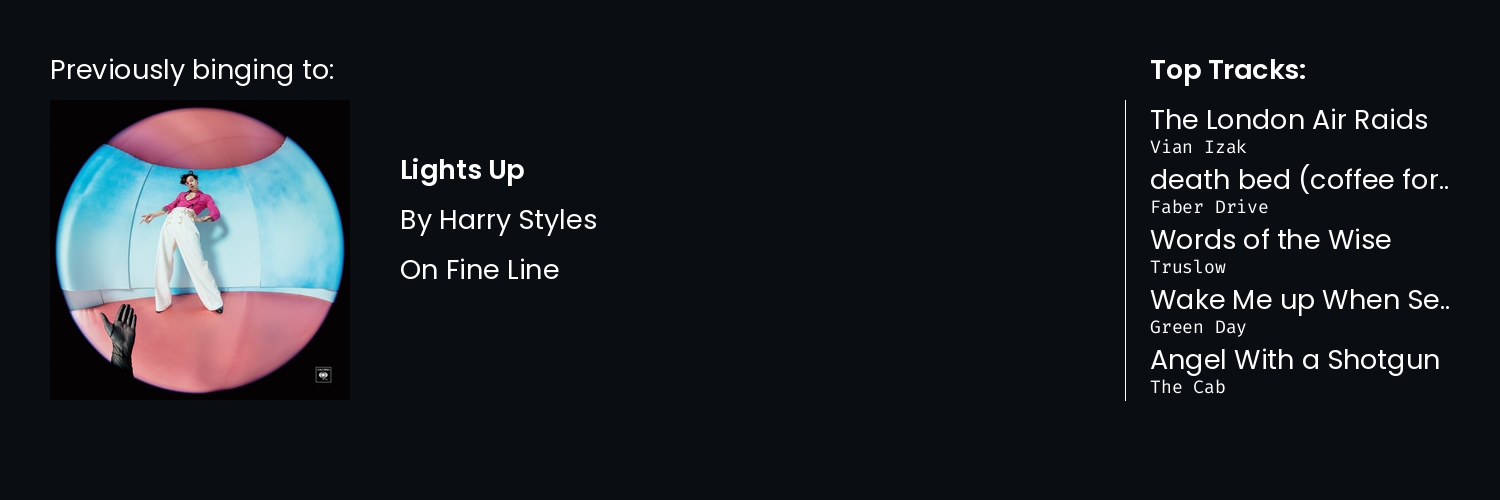 Previously binging to:
Lights Up
By Harry Styles
On Fine Line
Top Tracks:
The London Air Raids
Vian Izak
death bed (coffee for..
Faber Drive
Words of the Wise
Truslow
Wake Me up When Se..
Green Day
Angel With a Shotgun
The Cab